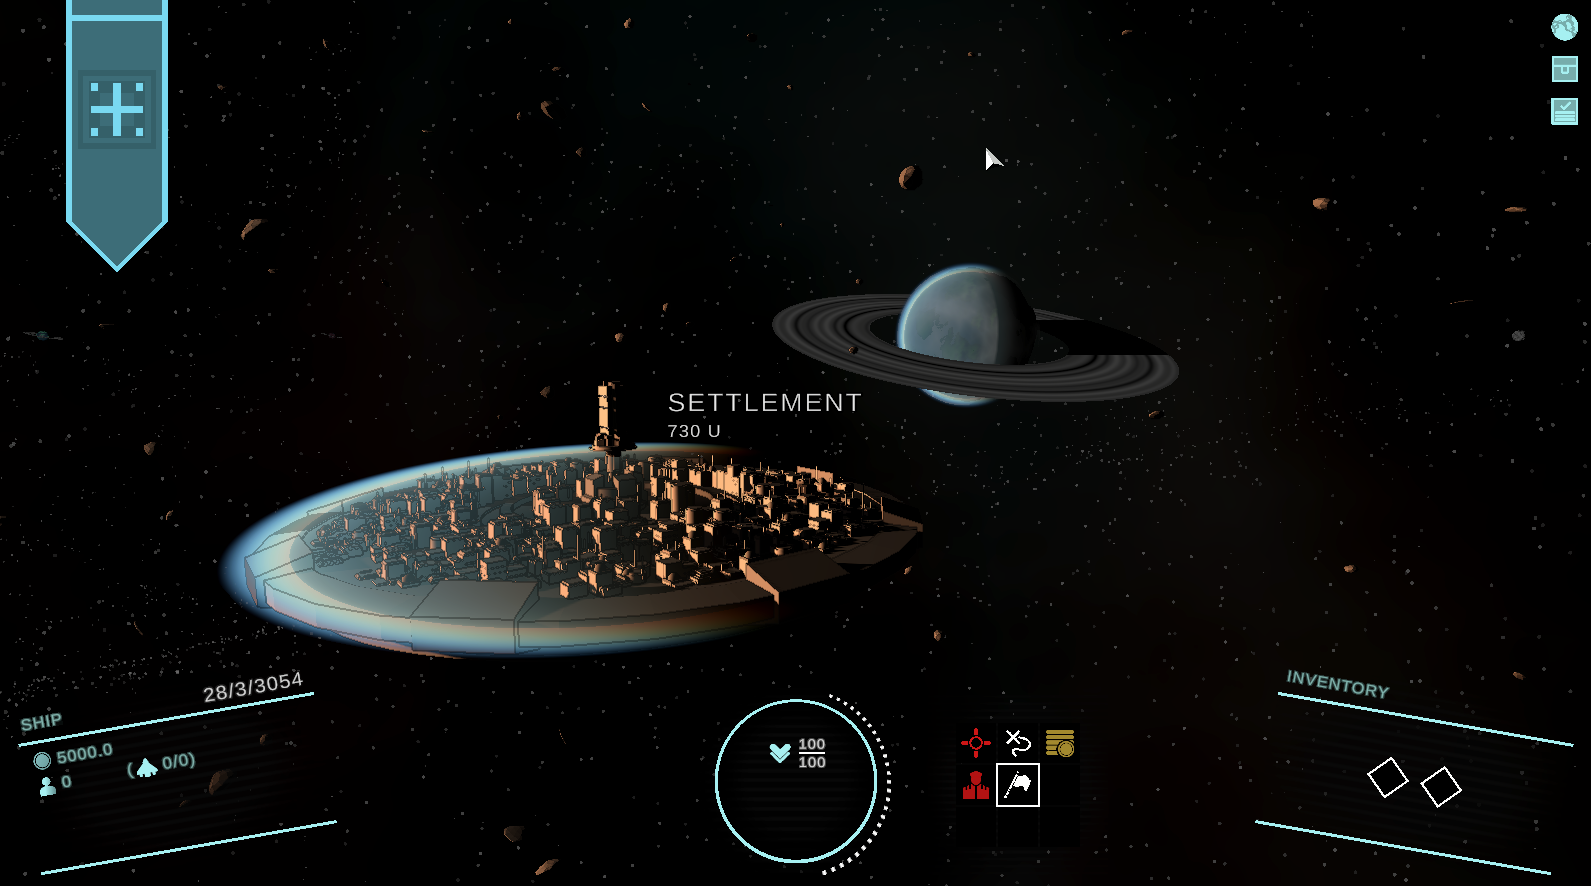 SETTLEMENT
730 U
28/3/3054
SHIP
5000.0
0
(0/0)
100
100
INVENTORY